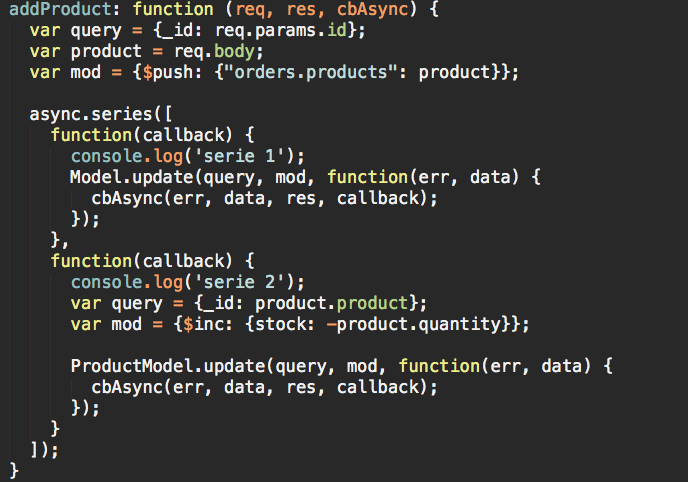 addProduct: function (req, res, cbAsync) {
  var query = {_id: req.params.id};
  var product = req.body;
  var mod = {$push: {"orders.products": product}};

  async.series([
    function(callback) {
      console.log('serie 1');
      Model.update(query, mod, function(err, data) {
        cbAsync(err, data, res, callback);
      });
    },
    function(callback) {
      console.log('serie 2');
      var query = {_id: product.product};
      var mod = {$inc: {stock: -product.quantity}};

      ProductModel.update(query, mod, function(err, data) {
        cbAsync(err, data, res, callback);
      });
    }
  ]);
}